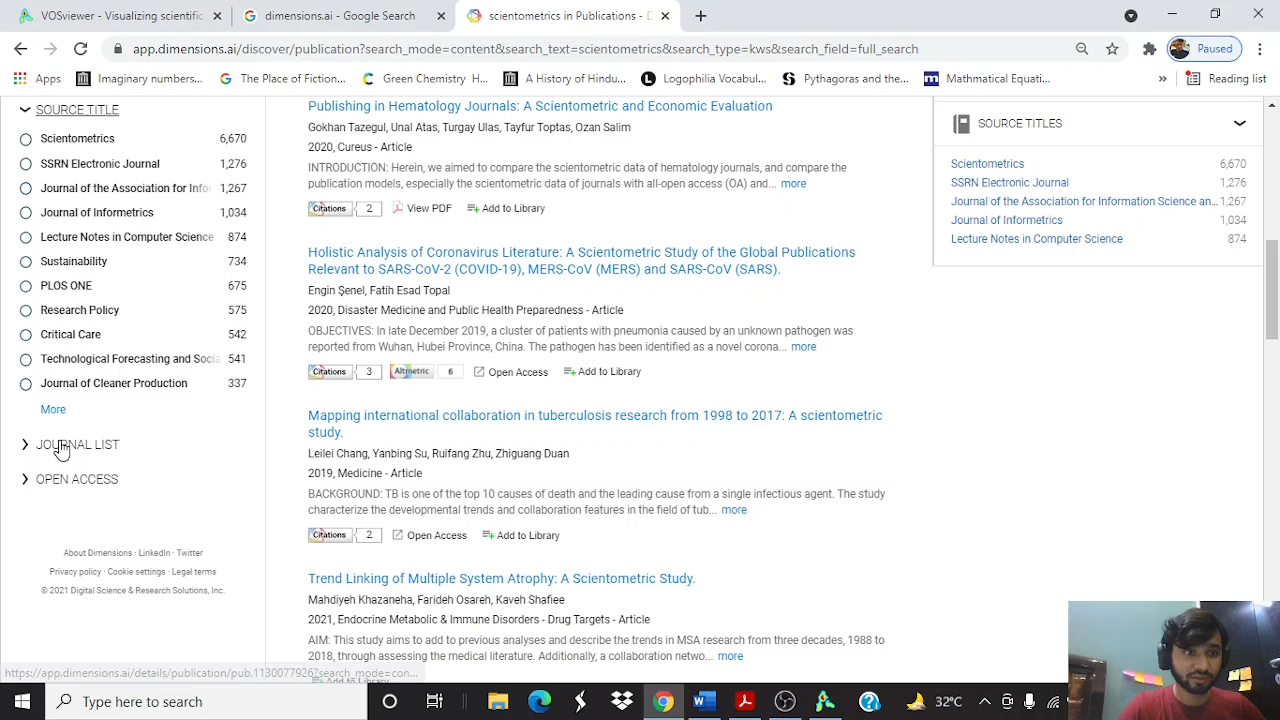 VOSviewer - Visualizing scientific
Google - Google Search
scientometrics in Publication - D
app.dimensions.ai/discover/publication?search_mode=content&search_text=scientometrics&search_type=kws&search_field=full_search
Paused
Apps
Imaginary numbers...
The Place of Fiction...
Green Chemistry H...
A History of Hindu...
Logophilia Vocabul...
Pythagoras and the...
Mathmatical Equati...
Reading list
SOURCE TITLE
Scientometrics 6,670
SSRN Electronic Journal 1,276
Journal of the Association for Info 1,267
Journal of Informetrics 1,034
Lecture Notes in Computer Science 874
Sustainability 734
PLOS ONE 675
Research Policy 575
Critical Care 542
Technological Forecasting and Socia 541
Journal of Cleaner Production 337
More
JOURNAL LIST
OPEN ACCESS
About Dimensions · LinkedIn · Twitter
Privacy policy · Cookie settings · Legal terms
© 2021 Digital Science & Research Solutions, Inc.
Publishing in Hematology Journals: A Scientometric and Economic Evaluation
Gokhan Tazegul, Unal Atas, Turgay Ulas, Tayfur Toptas, Ozan Salim
2020, Cureus - Article
INTRODUCTION: Herein, we aimed to compare the scientometric data of hematology journals, and compare the
publication models, especially the scientometric data of journals with all-open access (OA) and... more
Citations 2 View PDF Add to Library
Holistic Analysis of Coronavirus Literature: A Scientometric Study of the Global Publications
Relevant to SARS-CoV-2 (COVID-19), MERS-CoV (MERS) and SARS-CoV (SARS).
Engin Şenel, Fatih Esad Topal
2020, Disaster Medicine and Public Health Preparedness - Article
OBJECTIVES: In late December 2019, a cluster of patients with pneumonia caused by an unknown pathogen was
reported from Wuhan, Hubei Province, China. The pathogen has been identified as a novel corona... more
Citations 3 Altmetric 6 Open Access Add to Library
Mapping international collaboration in tuberculosis research from 1998 to 2017: A scientometric
study.
Leilei Chang, Yanbing Su, Ruifang Zhu, Zhiguang Duan
2019, Medicine - Article
BACKGROUND: TB is one of the top 10 causes of death and the leading cause from a single infectious agent. The study
characterize the developmental trends and collaboration features in the field of tub... more
Citations 2 Open Access Add to Library
Trend Linking of Multiple System Atrophy: A Scientometric Study.
Mahdiyeh Khazaneha, Farideh Osareh, Kaveh Shafiee
2021, Endocrine Metabolic & Immune Disorders - Drug Targets - Article
AIM: This study aims to add to previous analyses and describe the trends in MSA research from three decades, 1988 to
2018, through assessing the medical literature. Additionally, a collaboration netwo... more
Add to Library
SOURCE TITLES
Scientometrics 6,670
SSRN Electronic Journal 1,276
Journal of the Association for Information Science an... 1,267
Journal of Informetrics 1,034
Lecture Notes in Computer Science 874
https://app.dimensions.ai/details/publication/pub.1130077926?search_mode=con...
Type here to search
32°C